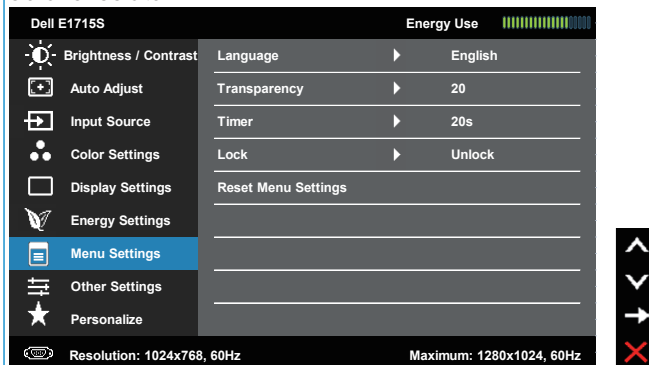 Dell E1715S Energy Use
Brightness / Contrast Language English
Auto Adjust Transparency 20
Input Source Timer 20s
Color Settings Lock Unlock
Display Settings Reset Menu Settings
Energy Settings
Menu Settings
Other Settings
Personalize
Resolution: 1024x768, 60Hz Maximum: 1280x1024, 60Hz